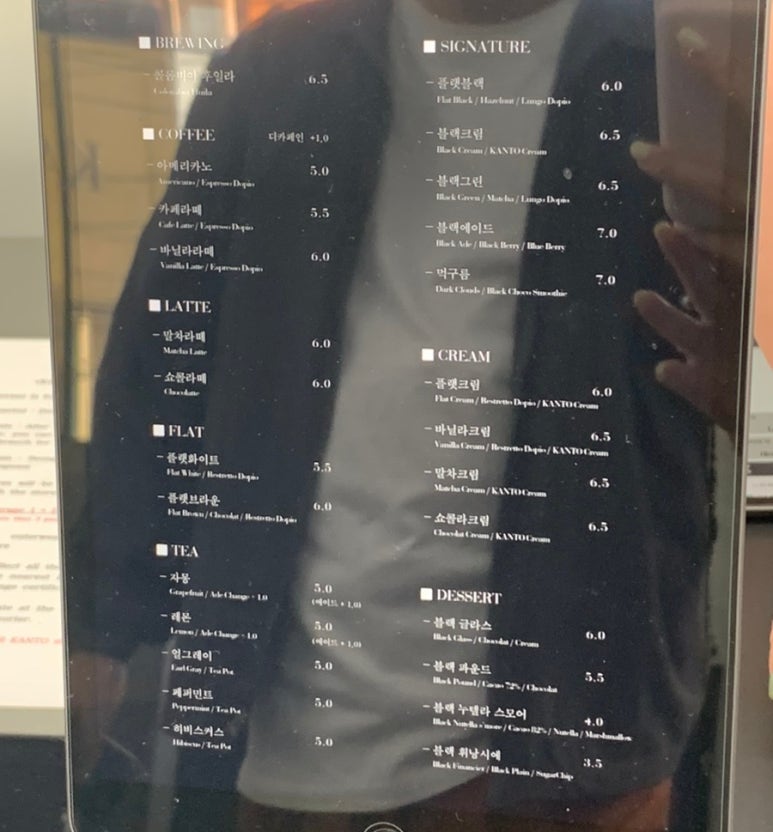 BREWING
- 콜롬비아 후일라 6.5
Colombia Huila
COFFEE 디카페인 +1.0
- 아메리카노 5.0
Americano / Espresso Dopio
- 카페라떼 5.5
Cafe Latte / Espresso Dopio
- 바닐라라떼 6.0
Vanilla Latte / Espresso Dopio
LATTE
- 말차라떼 6.0
Matcha Latte
- 쇼콜라떼 6.0
Chocolatte
FLAT
- 플랫화이트 5.5
Flat White / Restretto Dopio
- 플랫브라운 6.0
Flat Brown / Chocolat / Restretto Dopio
TEA
- 자몽 5.0
Grapefruit / Ade Change + 1.0 (에이드 + 1.0)
- 레몬 5.0
Lemon / Ade Change + 1.0 (에이드 + 1.0)
- 얼그레이 5.0
Earl Gray / Tea Pot
- 페퍼민트 5.0
Peppermint / Tea Pot
- 히비스커스 5.0
Hibiscus / Tea Pot
SIGNATURE
- 플랫블랙 6.0
Flat Black / Hazelnut / Lungo Dopio
- 블랙크림 6.5
Black Cream / KANTO Cream
- 블랙그린 6.5
Black Green / Matcha / Lungo Dopio
- 블랙에이드 7.0
Black Ade / Black Berry / Blue Berry
- 먹구름 7.0
Dark Clouds / Black Choco Smoothie
CREAM
- 플랫크림 6.0
Flat Cream / Restretto Dopio / KANTO Cream
- 바닐라크림 6.5
Vanilla Cream / Restretto Dopio / KANTO Cream
- 말차크림 6.5
Matcha Cream / KANTO Cream
- 쇼콜라크림 6.5
Chocolat Cream / KANTO Cream
DESSERT
- 블랙 글라스 6.0
Black Glass / Chocolat / Cream
- 블랙 파운드 5.5
Black Pound / Cacao 72% / Chocolat
- 블랙 누텔라 스모어 4.0
Black Nutella s'more / Cacao 82% / Nutella / Marshmallow
- 블랙 휘낭시에 3.5
Black Financier / Black Plain / SugarChip